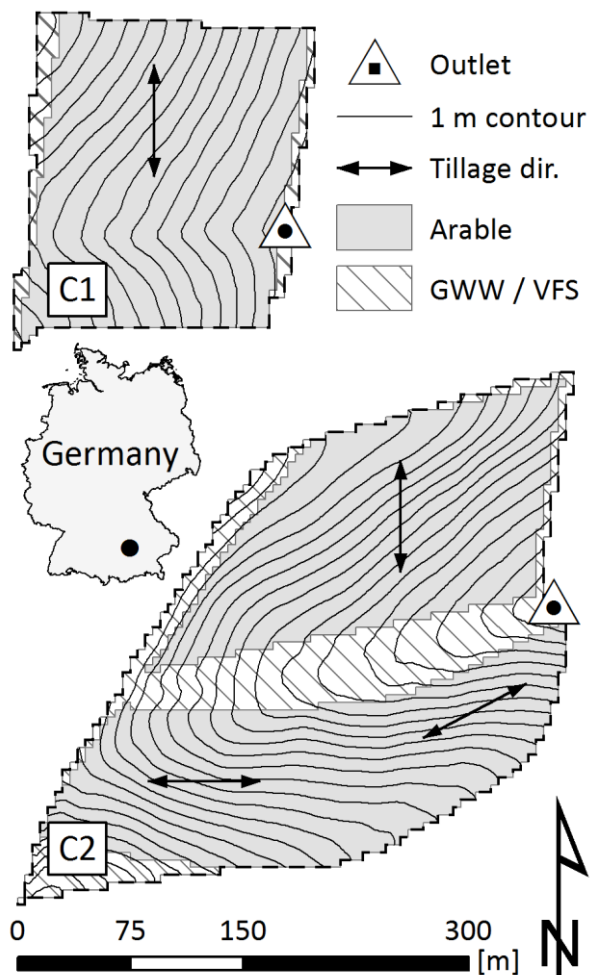 Outlet
1 m contour
Tillage dir.
Arable
GWW / VFS
C1
Germany
C2
0 75 150 300
[m]
N